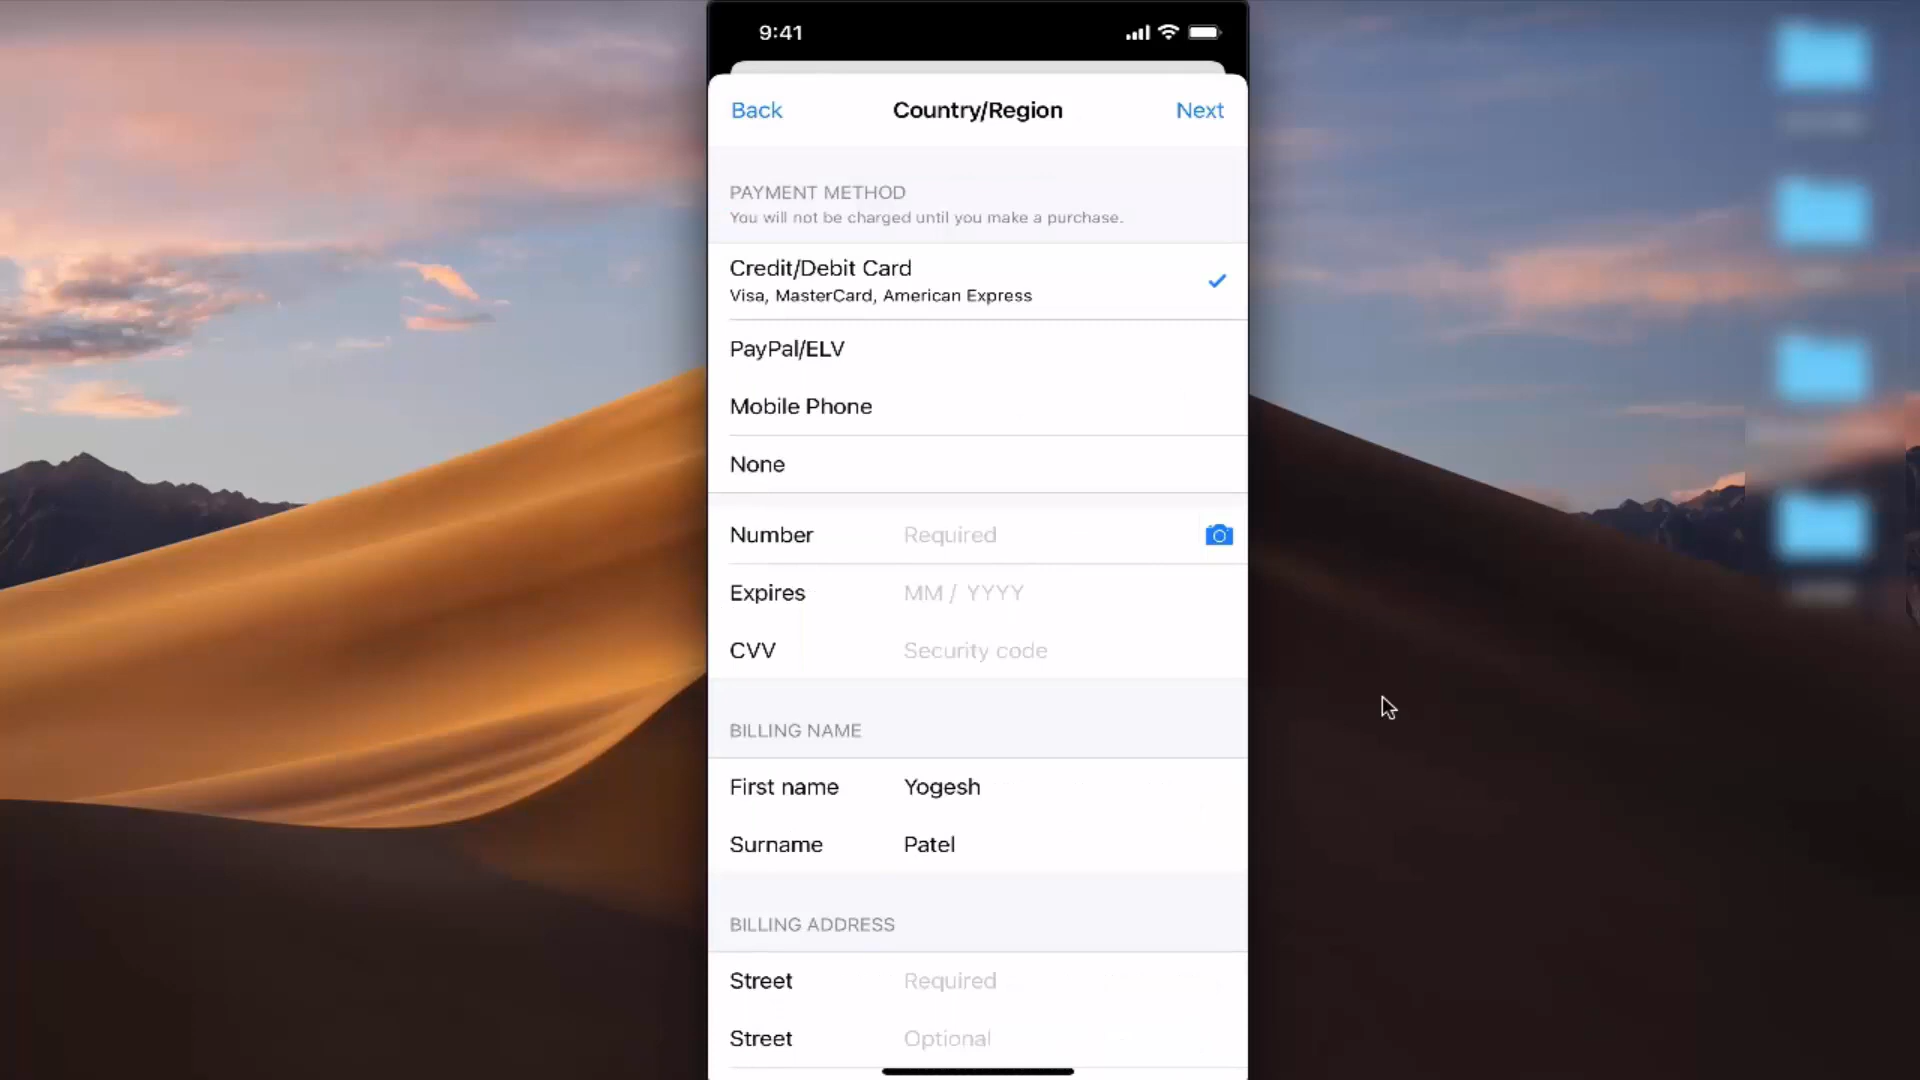 9:41
Back Country/Region Next
PAYMENT METHOD
You will not be charged until you make a purchase.
Credit/Debit Card
Visa, MasterCard, American Express
PayPal/ELV
Mobile Phone
None
Number Required
Expires MM / YYYY
CVV Security code
BILLING NAME
First name Yogesh
Surname Patel
BILLING ADDRESS
Street Required
Street Optional